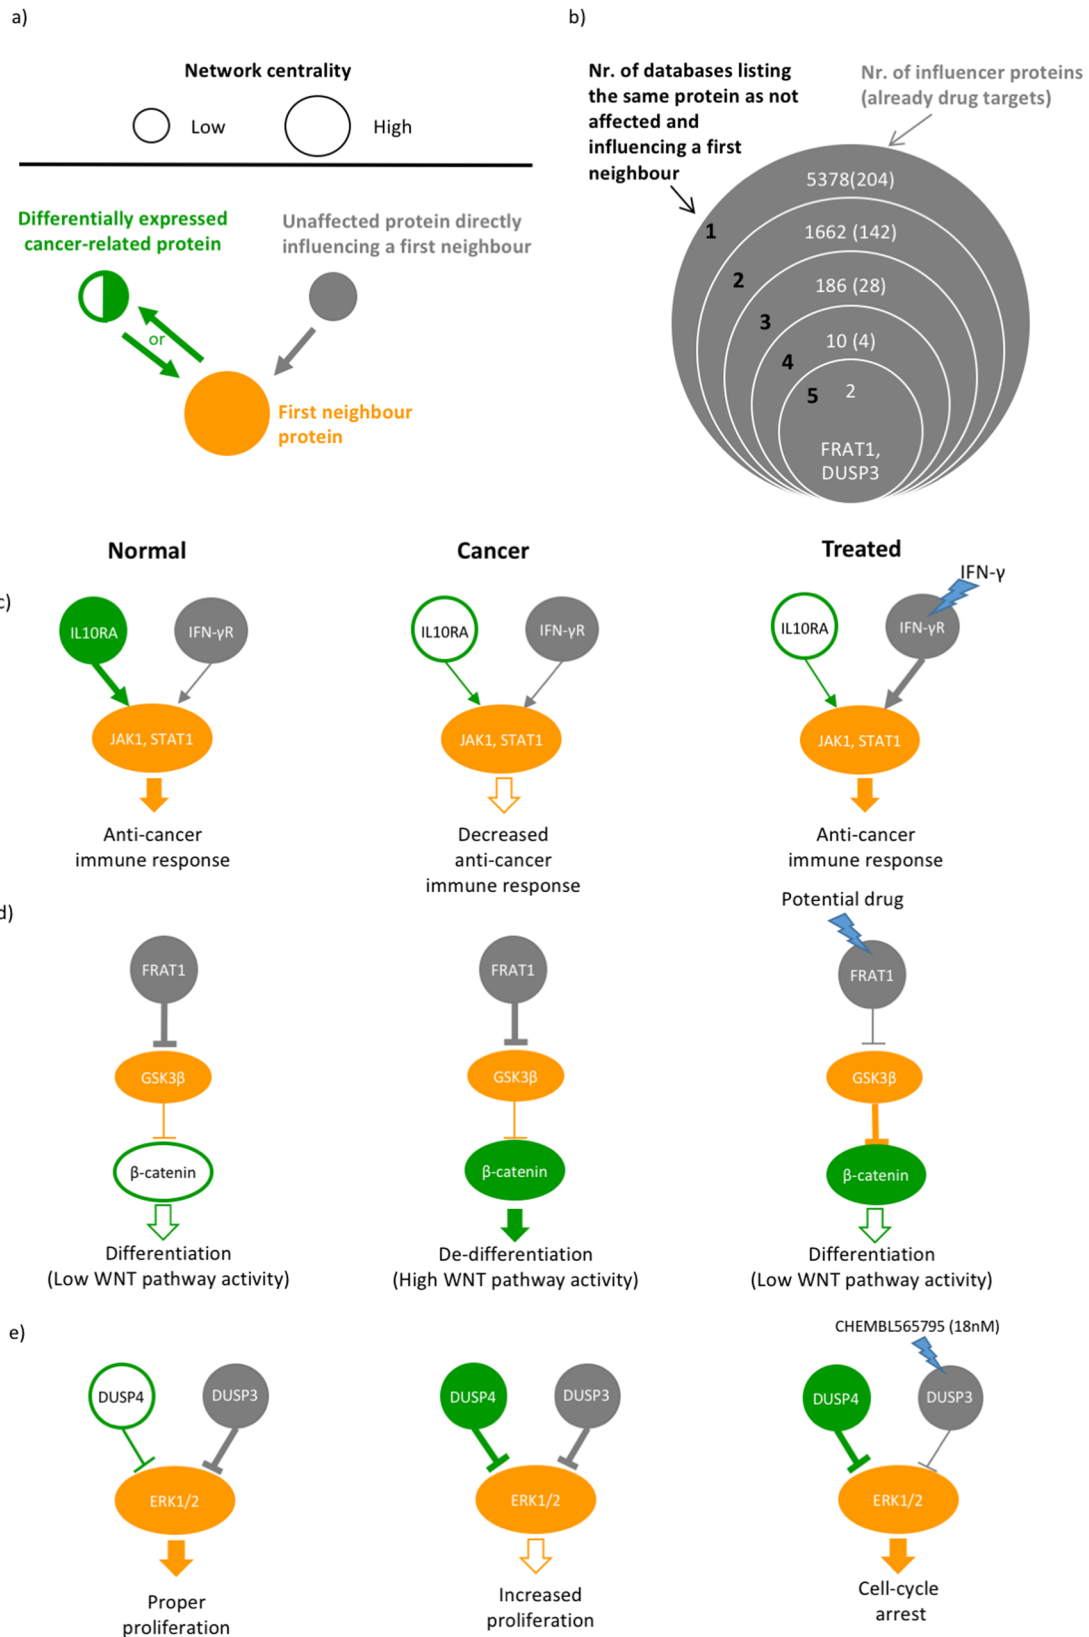 a)
Network centrality
Low
High
Differentially expressed
cancer-related protein
Unaffected protein directly
influencing a first neighbour
or
First neighbour
protein
b)
Nr. of databases listing
the same protein as not
affected and
influencing a first
neighbour
Nr. of influencer proteins
(already drug targets)
5378(204)
1
1662 (142)
2
186 (28)
3
10 (4)
4
5
2
FRAT1,
DUSP3
Normal
Cancer
Treated
c)
IL10RA
IFN-γR
JAK1, STAT1
Anti-cancer
immune response
IL10RA
IFN-γR
JAK1, STAT1
Decreased
anti-cancer
immune response
IFN-γ
IL10RA
IFN-γR
JAK1, STAT1
Anti-cancer
immune response
d)
FRAT1
GSK3β
β-catenin
Differentiation
(Low WNT pathway activity)
FRAT1
GSK3β
β-catenin
De-differentiation
(High WNT pathway activity)
Potential drug
FRAT1
GSK3β
β-catenin
Differentiation
(Low WNT pathway activity)
e)
DUSP4
DUSP3
ERK1/2
Proper
proliferation
DUSP4
DUSP3
ERK1/2
Increased
proliferation
CHEMBL565795 (18nM)
DUSP4
DUSP3
ERK1/2
Cell-cycle
arrest